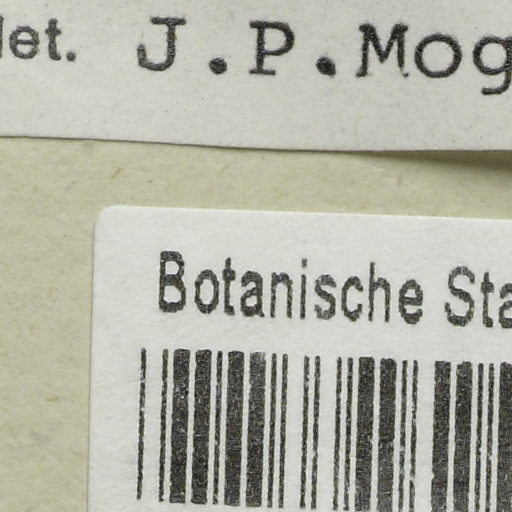 det. J.P.Mog
Botanische Sta